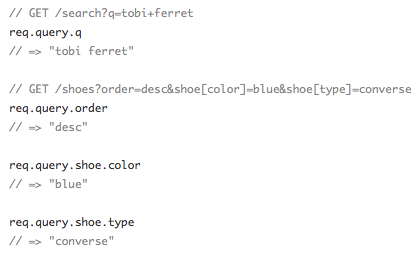 // GET /search?q=tobi+ferret
req.query.q
// => "tobi ferret"
// GET /shoes?order=desc&shoe[color]=blue&shoe[type]=converse
req.query.order
// => "desc"
req.query.shoe.color
// => "blue"
req.query.shoe.type
// => "converse"